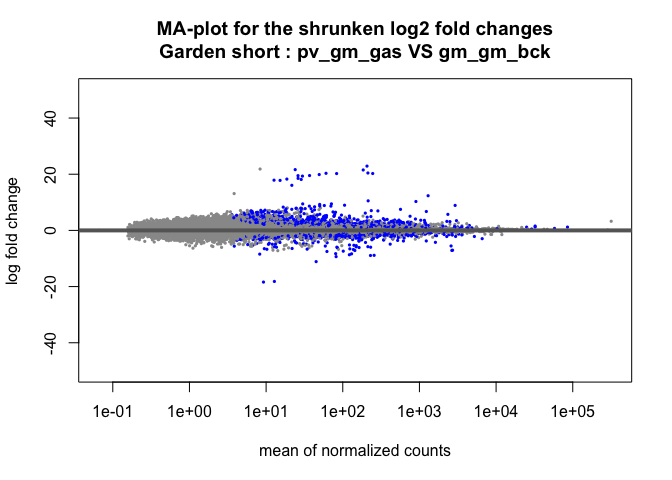 MA-plot for the shrunken log2 fold changes
Garden short : pv_gm_gas VS gm_gm_bck
log fold change
40
20
0
-20
-40
1e-01 1e+00 1e+01 1e+02 1e+03 1e+04 1e+05
mean of normalized counts